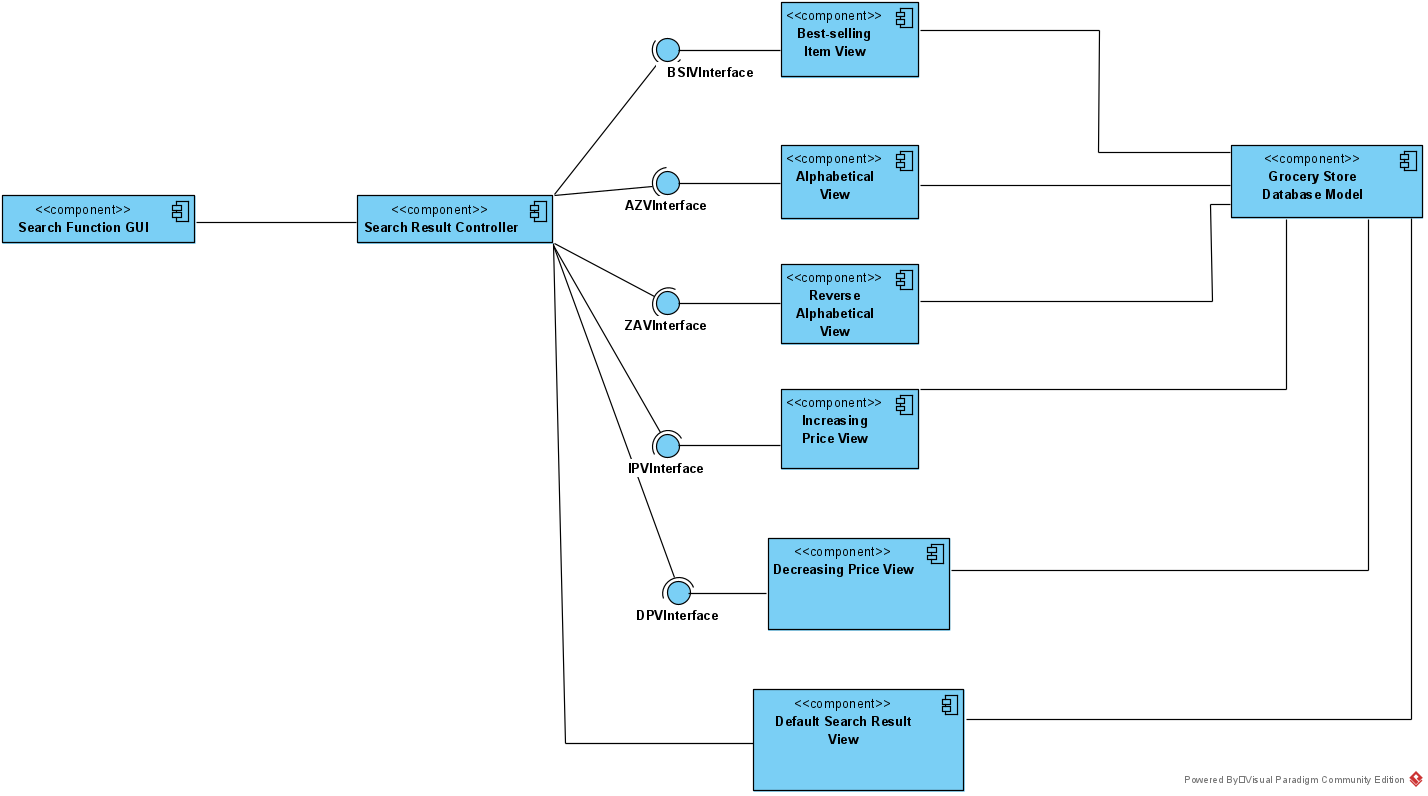 <<component>>
Best-selling
Item View
BSIVInterface
<<component>>
Alphabetical
View
AZVInterface
<<component>>
Grocery Store
Database Model
<<component>>
Search Function GUI
<<component>>
Search Result Controller
<<component>>
Reverse
Alphabetical
View
ZAVInterface
<<component>>
Increasing
Price View
IPVInterface
<<component>>
Decreasing Price View
DPVInterface
<<component>>
Default Search Result
View
Powered By□Visual Paradigm Community Edition